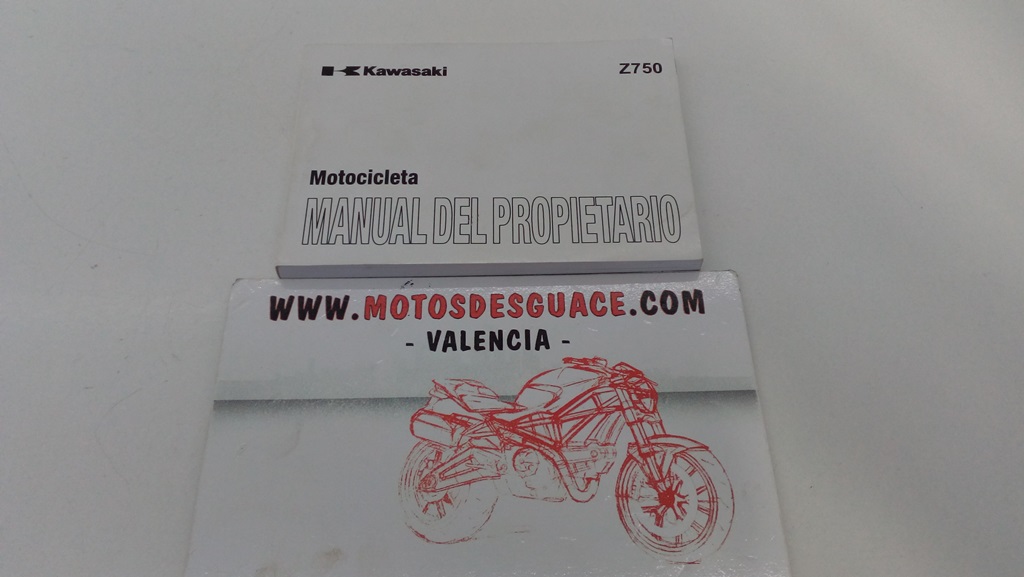 Kawasaki Z750
Motocicleta
MANUAL DEL PROPIETARIO
WWW.MOTOSDESGUACE.COM
- VALENCIA -